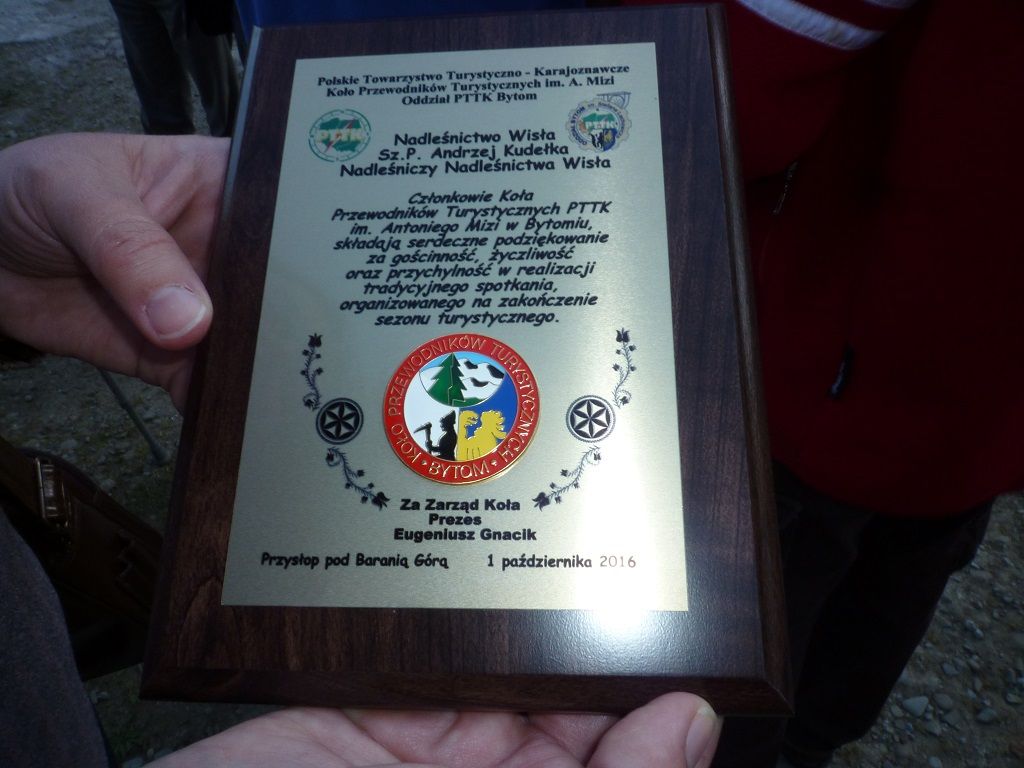 Polskie Towarzystwo Turystyczno - Karajoznawcze
Koło Przewodników Turystycznych im. A. Mizi
Oddział PTTK Bytom
PTTK
PTTK
Nadleśnictwo Wisła
Sz.P. Andrzej Kudełka
Nadleśniczy Nadleśnictwa Wisła
Członkowie Koła
Przewodników Turystycznych PTTK
im. Antoniego Mizi w Bytomiu,
składają serdeczne podziękowanie
za gościnność, życzliwość
oraz przychylność w realizacji
tradycyjnego spotkania,
organizowanego na zakończenie
sezonu turystycznego.
KOŁO PRZEWODNIKÓW TURYSTYCZNYCH
BYTOM
Za Zarząd Koła
Prezes
Eugeniusz Gnacik
Przysłop pod Baranią Górą 1 października 2016